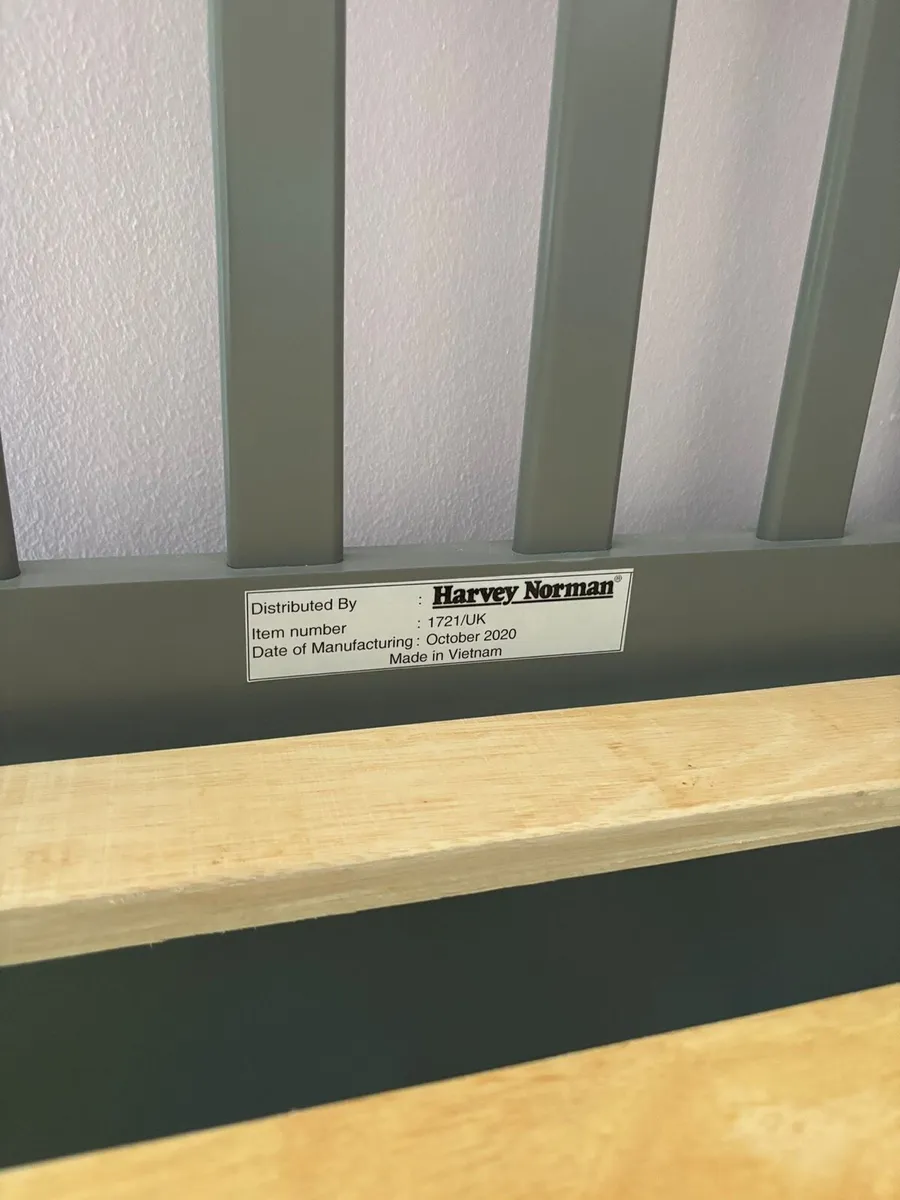 Distributed By : Harvey Norman®
Item number : 1721/UK
Date of Manufacturing : October 2020
Made in Vietnam